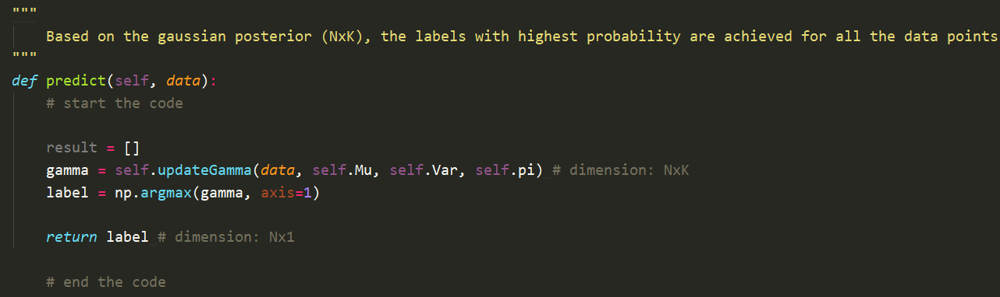 """
    Based on the gaussian posterior (NxK), the labels with highest probability are achieved for all the data points
"""
def predict(self, data):
    # start the code

    result = []
    gamma = self.updateGamma(data, self.Mu, self.Var, self.pi) # dimension: NxK
    label = np.argmax(gamma, axis=1)

    return label # dimension: Nx1

    # end the code